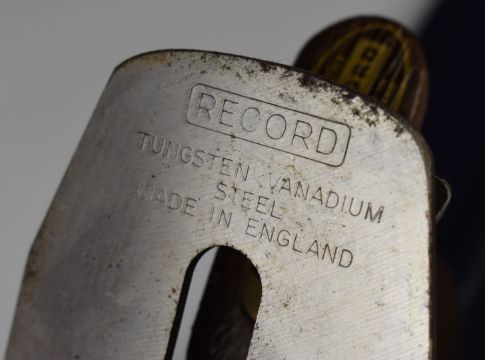 RECORD
TUNGSTEN VANADIUM
STEEL
MADE IN ENGLAND